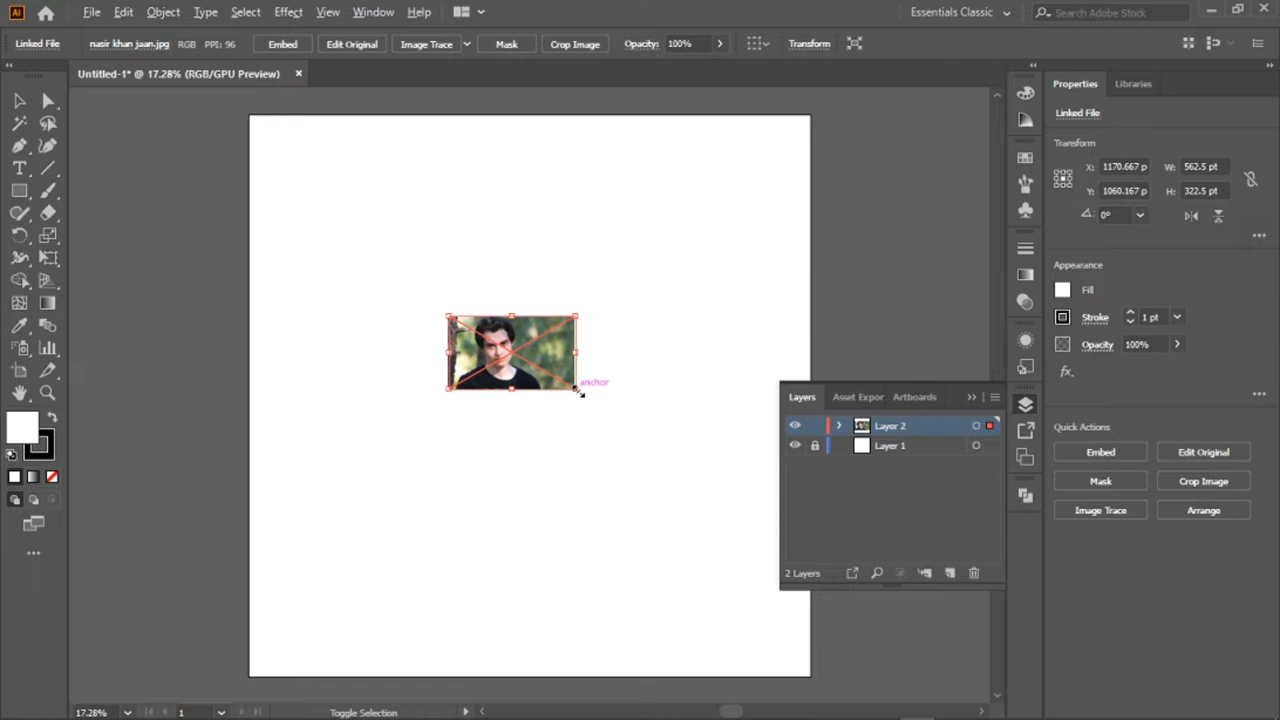 Ai File Edit Object Type Select Effect View Window Help Essentials Classic Search Adobe Stock
Linked File nasir khan jaan.jpg RGB PPI: 96 Embed Edit Original Image Trace Mask Crop Image Opacity: 100% Transform
Untitled-1* @ 17.28% (RGB/GPU Preview) ×
Properties Libraries
Linked File
Transform
X: 1170.667 p W: 562.5 pt
Y: 1060.167 p H: 322.5 pt
0°
Appearance
Fill
Stroke 1 pt
Opacity 100%
fx.
Quick Actions
Embed Edit Original
Mask Crop Image
Image Trace Arrange
anchor
Layers Asset Expor Artboards
Layer 2
Layer 1
2 Layers
17.28% 1 Toggle Selection